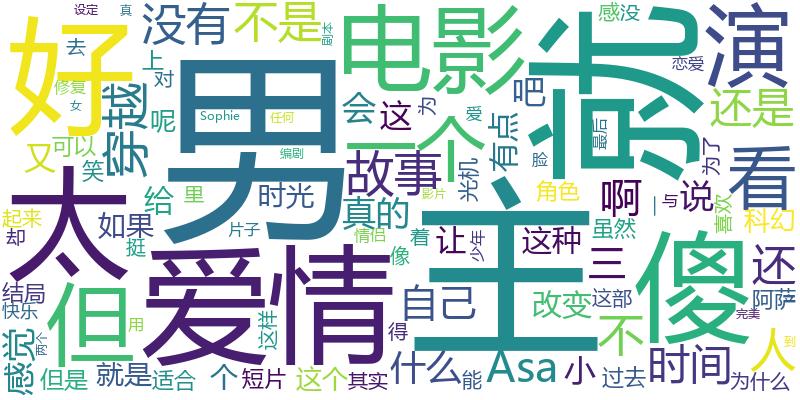 设定
真
没有
不是
电影
感
没
演
好
男
就
去
上
修复
对
女
穿越
呢
Sophie
任何
副本
会
这
为
爱
恋爱
吧
还是
一个
有点
最后
又
可以
笑
编剧
脸
为了
看
太
故事
光机
给
里
时光
真的
影片
角色
啊
一
与
说
喜欢
科幻
起来
却
如果
挺
片子
情侣
着
让
少年
这种
虽然
主
傻
爱情
像
三
还
结局
但
快乐
这样
自己
改变
这部
阿萨
感觉
两个
用
得
不
完美
人
到
但是
就是
适合
个
短片
这个
其实
什么
能
Asa
小
过去
时间
为什么